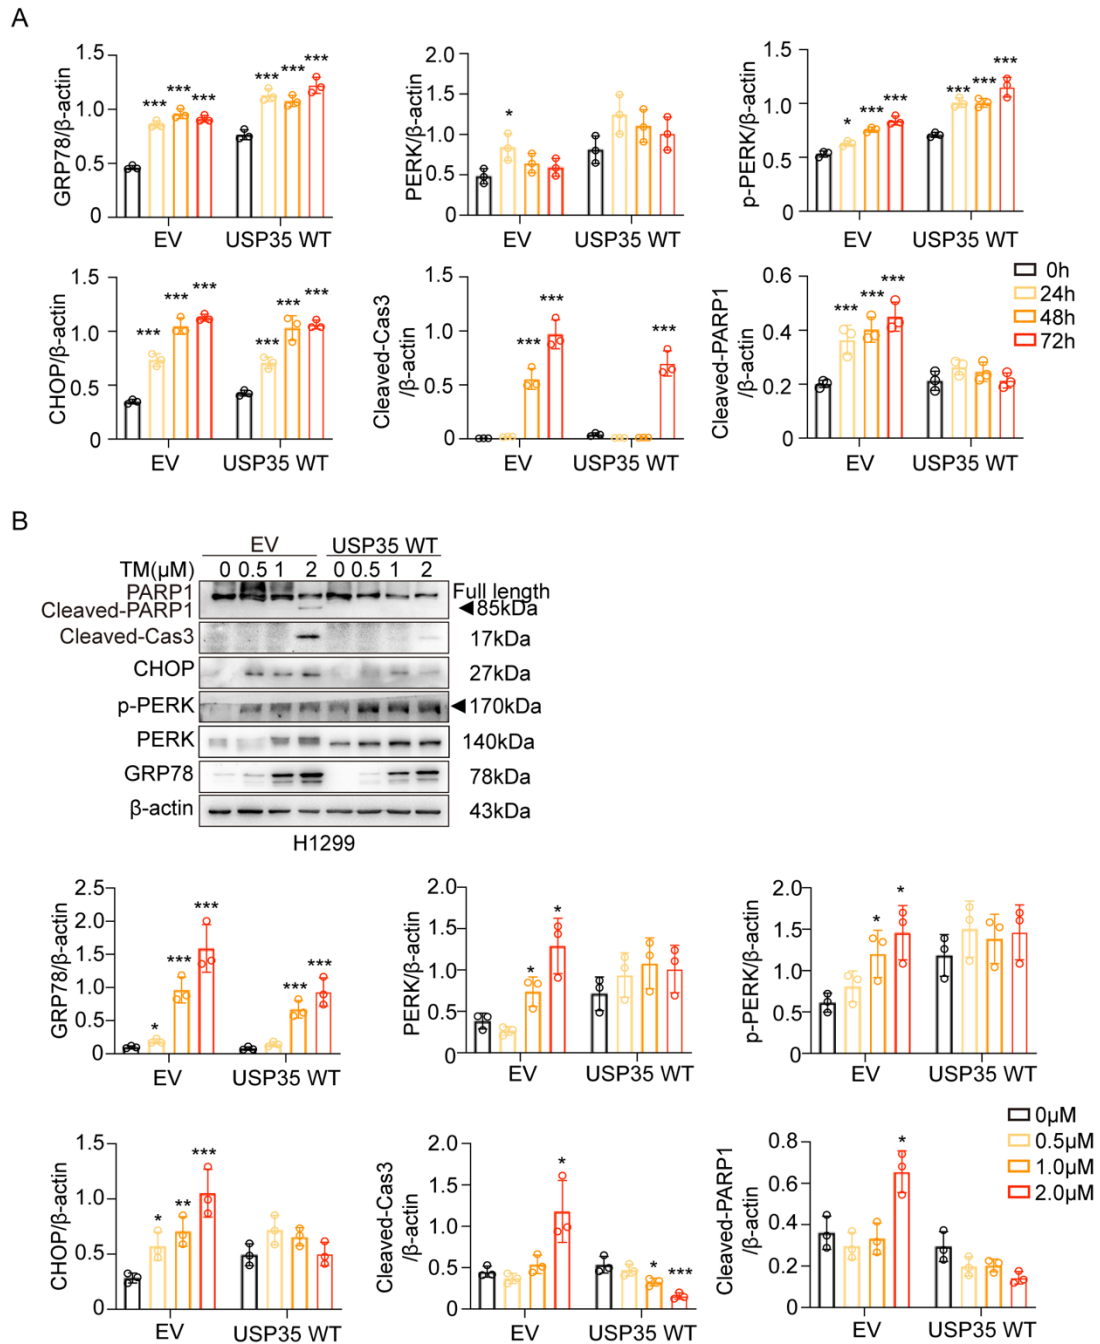 A
GRP78/β-actin
1.5
1.0
0.5
0
***
***
***
***
***
***
EV
USP35 WT
PERK/β-actin
2.0
1.5
1.0
0.5
0
*
EV
USP35 WT
p-PERK/β-actin
1.5
1.0
0.5
0
*
***
***
***
***
***
EV
USP35 WT
CHOP/β-actin
1.5
1.0
0.5
0
***
***
***
***
***
***
EV
USP35 WT
Cleaved-Cas3
/β-actin
1.5
1.0
0.5
0
***
***
***
EV
USP35 WT
Cleaved-PARP1
/β-actin
0.6
0.4
0.2
0.0
***
***
***
EV
USP35 WT
0h
24h
48h
72h
B
EV USP35 WT
TM(μM) 0 0.5 1 2 0 0.5 1 2
PARP1 Full length
Cleaved-PARP1 85kDa
Cleaved-Cas3 17kDa
CHOP 27kDa
p-PERK 170kDa
PERK 140kDa
GRP78 78kDa
β-actin 43kDa
H1299
GRP78/β-actin
2.5
2.0
1.5
1.0
0.5
0
*
***
***
***
***
EV
USP35 WT
PERK/β-actin
2.0
1.5
1.0
0.5
0
*
*
EV
USP35 WT
p-PERK/β-actin
2.0
1.5
1.0
0.5
0
*
*
EV
USP35 WT
CHOP/β-actin
1.5
1.0
0.5
0
*
**
***
EV
USP35 WT
Cleaved-Cas3
/β-actin
2.0
1.5
1.0
0.5
0
*
*
***
EV
USP35 WT
Cleaved-PARP1
/β-actin
0.8
0.6
0.4
0.2
0
*
EV
USP35 WT
0μM
0.5μM
1.0μM
2.0μM